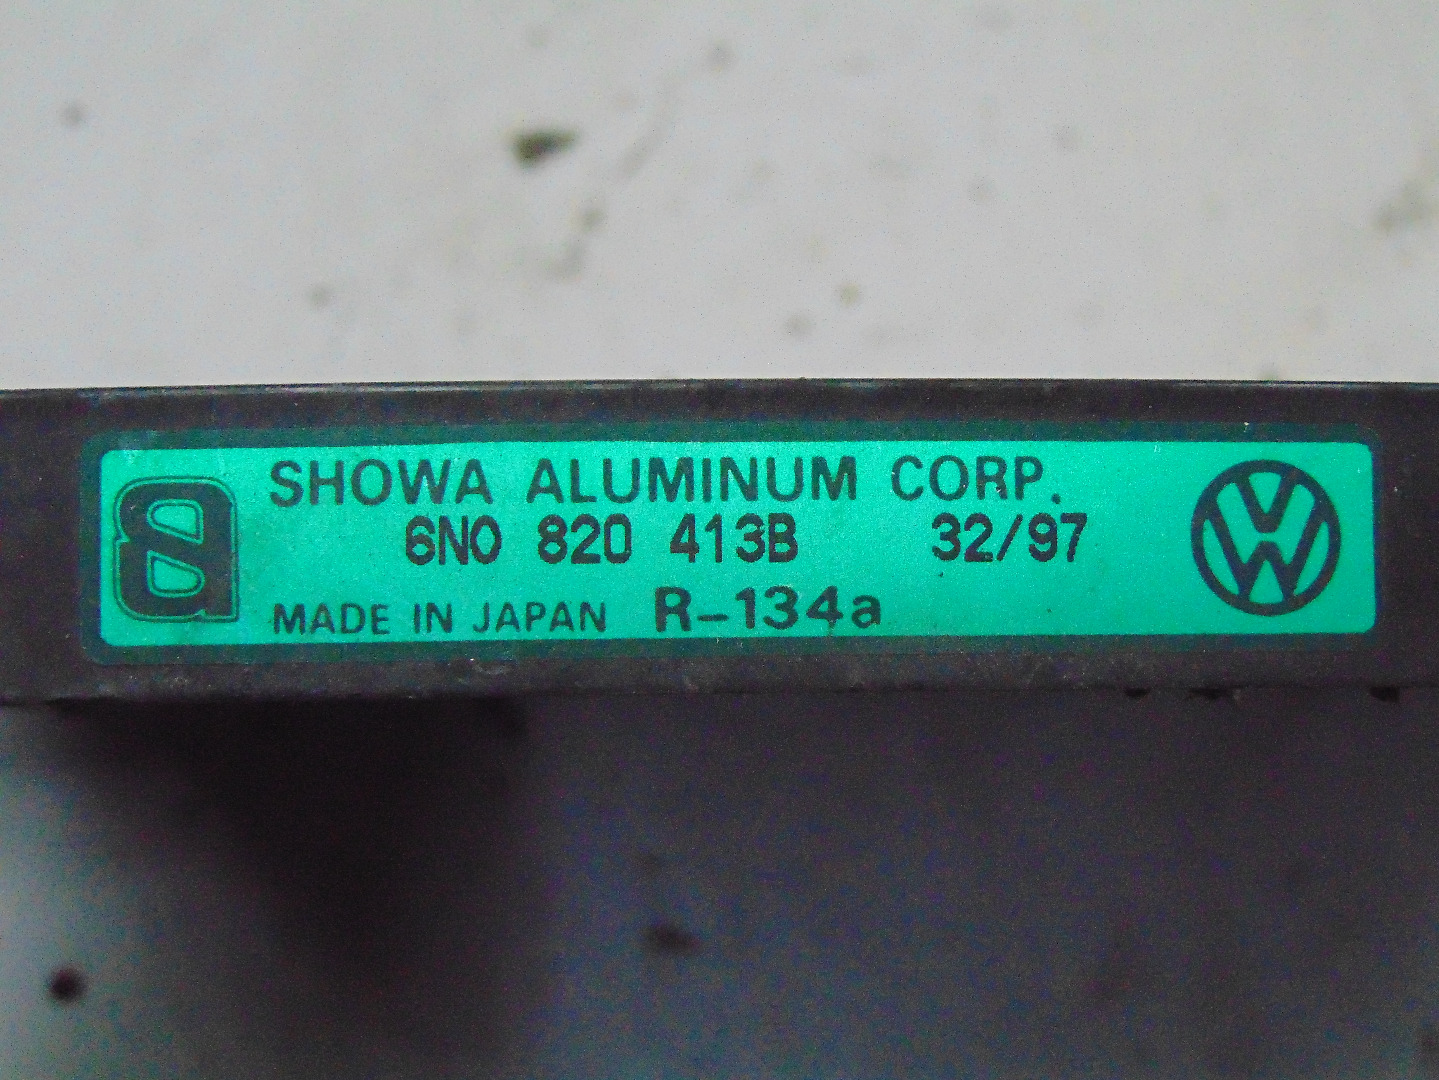 SHOWA ALUMINUM CORP.
6N0 820 413B 32/97
MADE IN JAPAN R-134a